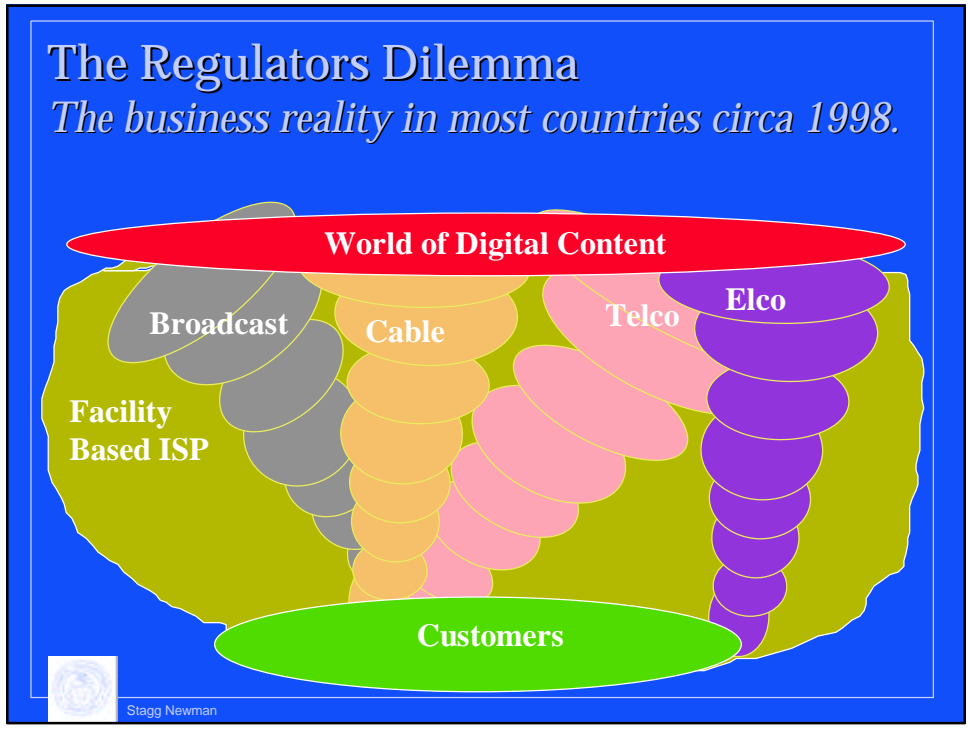 The Regulators Dilemma
The business reality in most countries circa 1998.
World of Digital Content
Broadcast
Cable
Telco
Elco
Facility
Based ISP
Customers
Stagg Newman